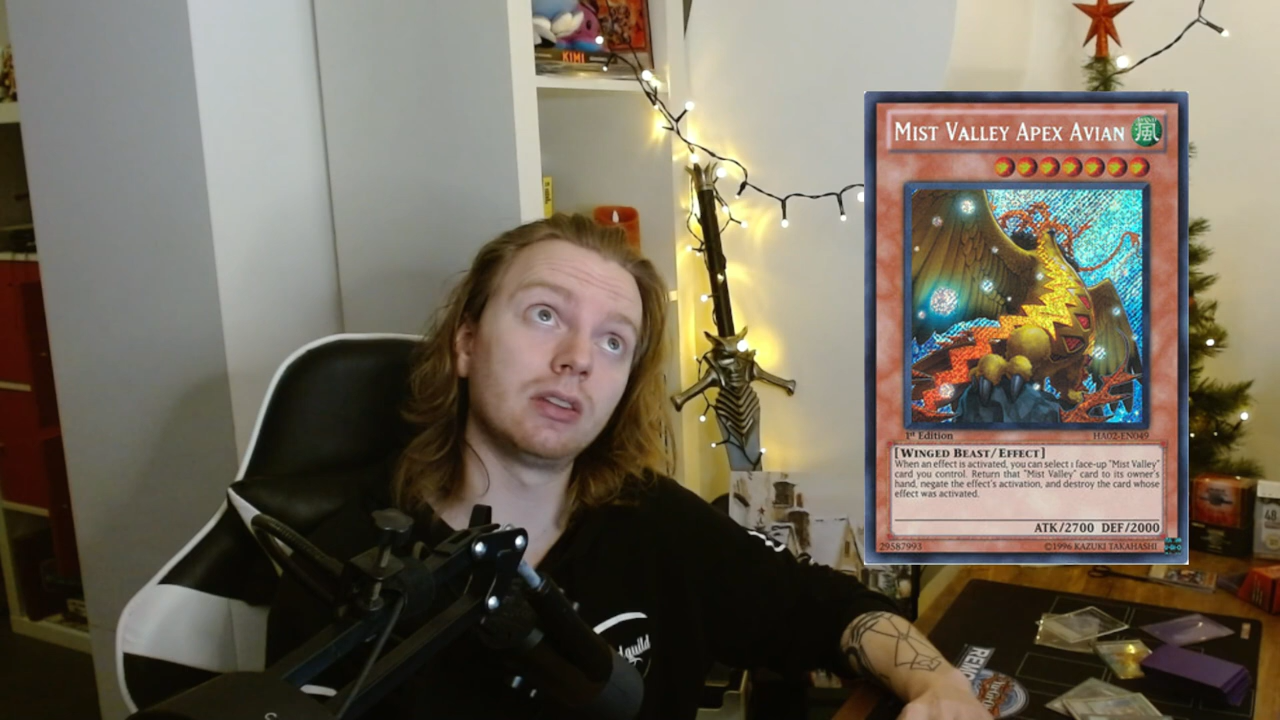 KIMI
MIST VALLEY APEX AVIAN
風
1st Edition
HA02-EN049
[WINGED BEAST/EFFECT]
When an effect is activated, you can select 1 face-up "Mist Valley"
card you control. Return that "Mist Valley" card to its owner's
hand, negate the effect's activation, and destroy the card whose
effect was activated.
ATK/2700 DEF/2000
29587993
©1996 KAZUKI TAKAHASHI